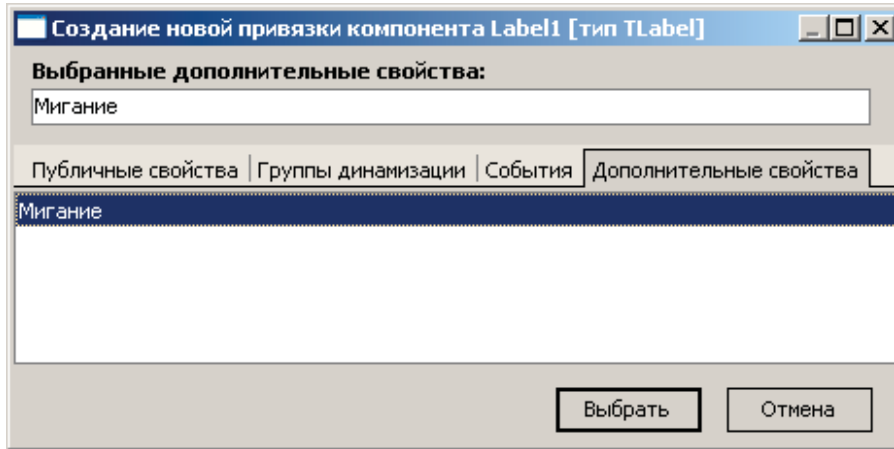 Создание новой привязки компонента Label1 [тип TLabel]
Выбранные дополнительные свойства:
Мигание
Публичные свойства Группы динамизации События Дополнительные свойства
Мигание
Выбрать Отмена